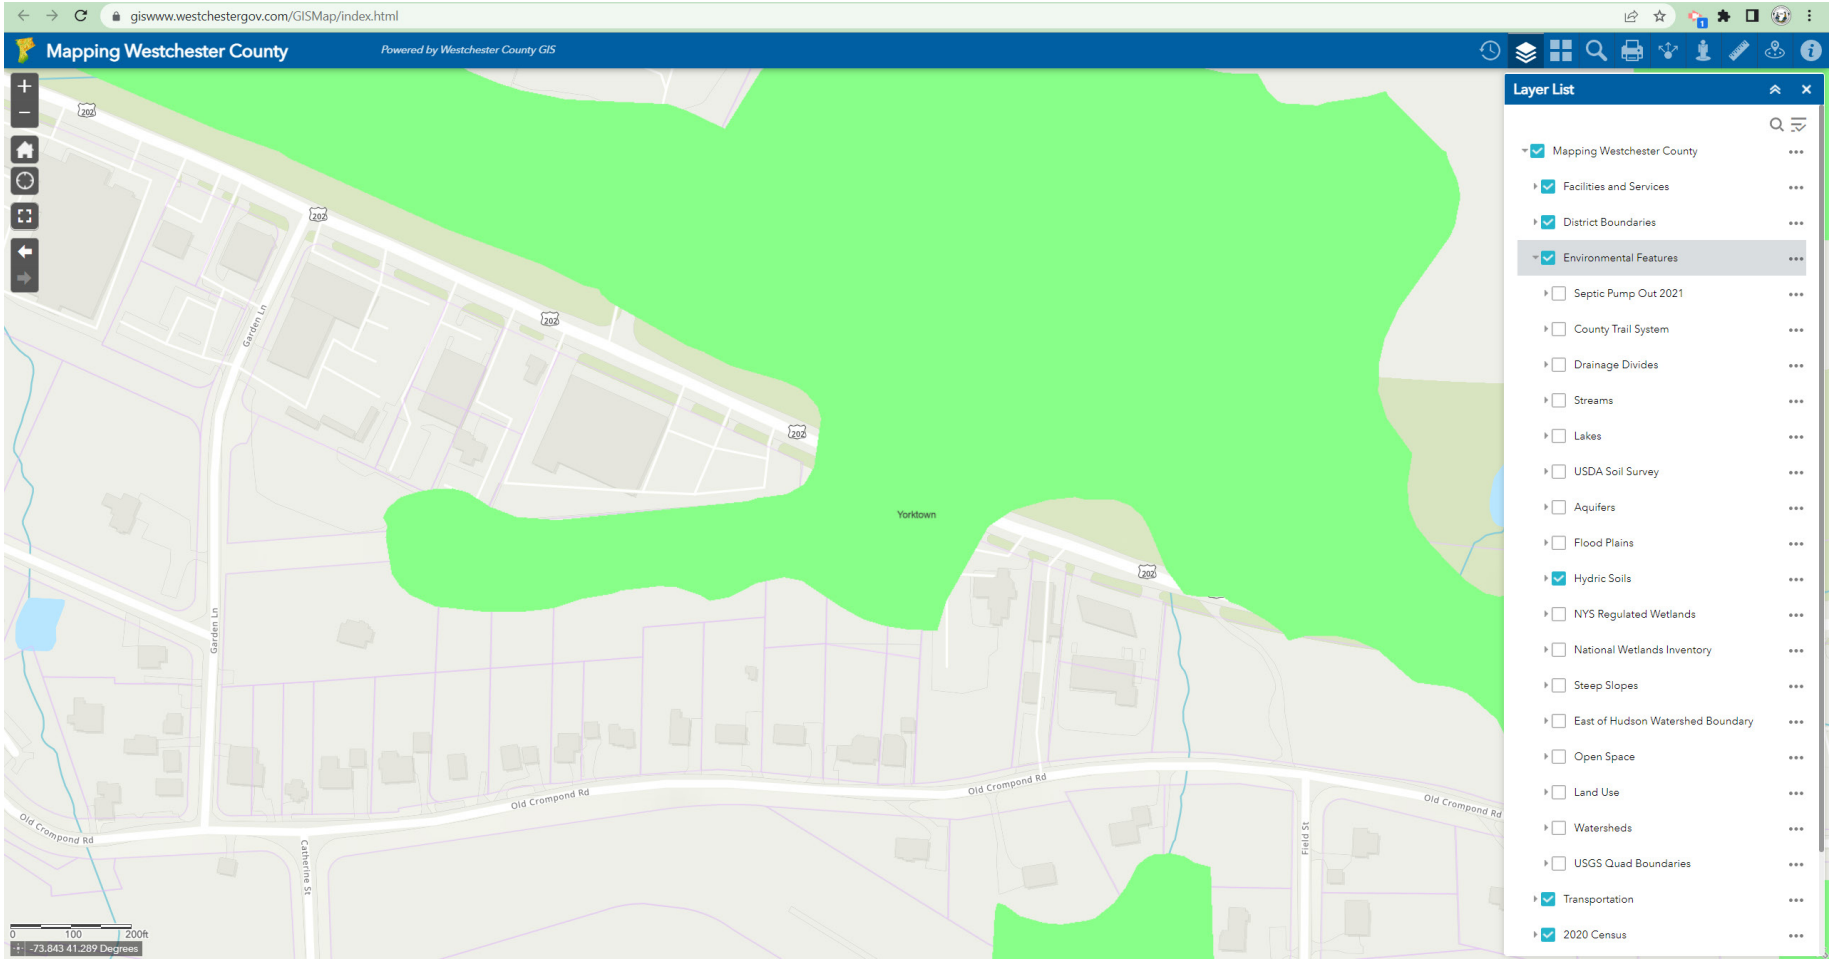 giswww.westchestergov.com/GISMap/index.html
1
Mapping Westchester County
Powered by Westchester County GIS
Layer List
Mapping Westchester County
Facilities and Services
District Boundaries
Environmental Features
Septic Pump Out 2021
County Trail System
Drainage Divides
Streams
Lakes
USDA Soil Survey
Aquifers
Flood Plains
Hydric Soils
NYS Regulated Wetlands
National Wetlands Inventory
Steep Slopes
East of Hudson Watershed Boundary
Open Space
Land Use
Watersheds
USGS Quad Boundaries
Transportation
2020 Census
202
202
202
202
202
Garden Ln
Garden Ln
Yorktown
Old Crompond Rd
Old Crompond Rd
Old Crompond Rd
Old Crompond Rd
Catherine St
Field St
0 100 200ft
-73.843 41.289 Degrees